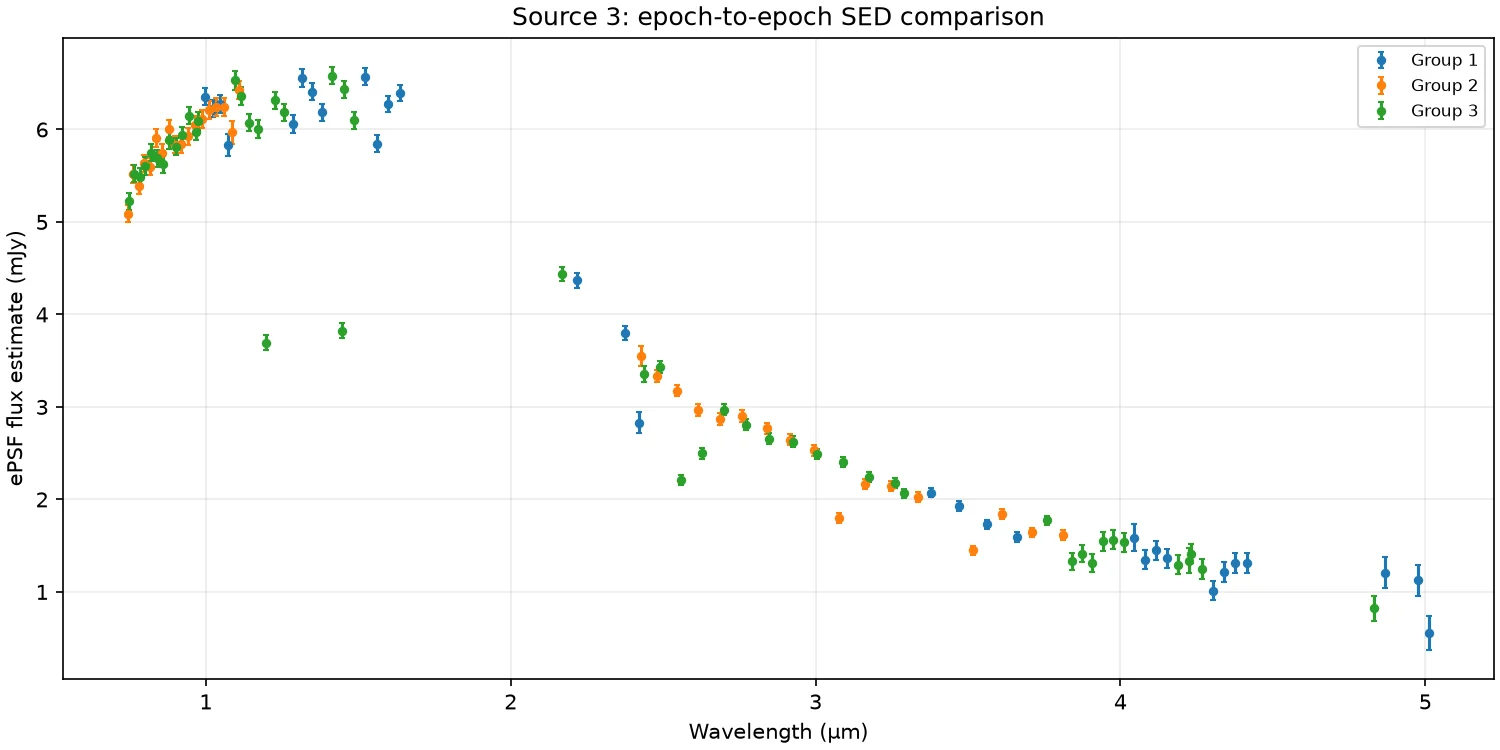 Source 3: epoch-to-epoch SED comparison
Group 1
Group 2
Group 3
ePSF flux estimate (mJy)
6
5
4
3
2
1
1 2 3 4 5
Wavelength (μm)